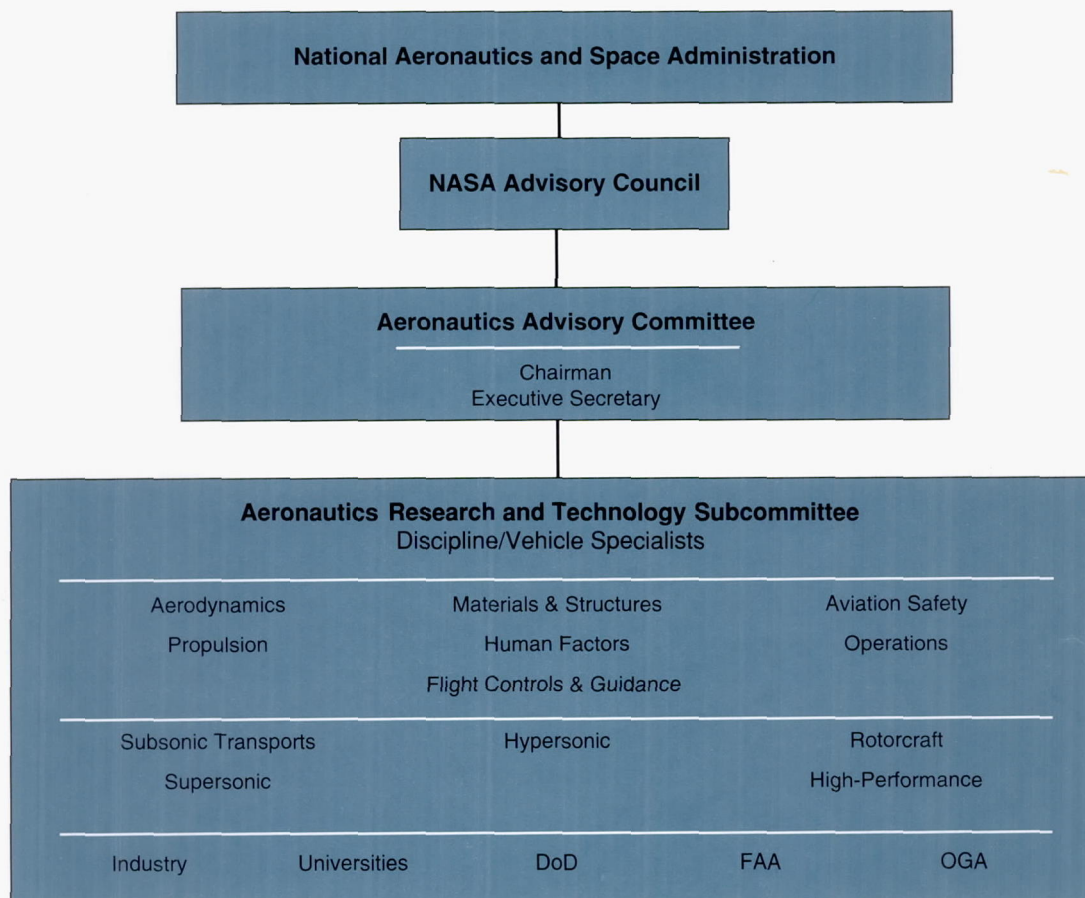 National Aeronautics and Space Administration
NASA Advisory Council
Aeronautics Advisory Committee
Chairman
Executive Secretary
Aeronautics Research and Technology Subcommittee
Discipline/Vehicle Specialists
Aerodynamics Materials & Structures Aviation Safety
Propulsion Human Factors Operations
Flight Controls & Guidance
Subsonic Transports Hypersonic Rotorcraft
Supersonic High-Performance
Industry Universities DoD FAA OGA